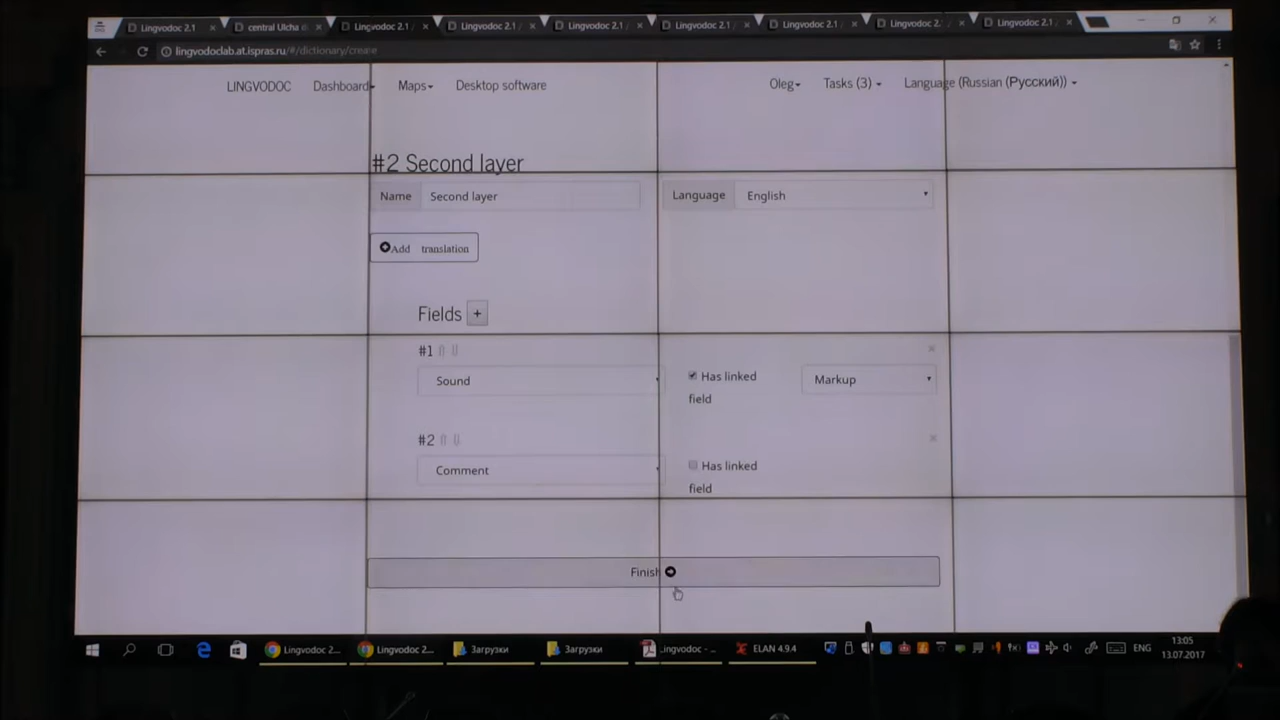 Lingvodoc 2.1
central Ulcha
Lingvodoc 2.1
Lingvodoc 2.1
Lingvodoc 2.1
Lingvodoc 2.1
Lingvodoc 2.1
Lingvodoc 2.
Lingvodoc 2.1
lingvodoclab.at.ispras.ru/#/dictionary/create
LINGVODOC Dashboard Maps Desktop software Oleg Tasks (3) Language (Russian (Русский))
#2 Second layer
Name Second layer Language English
Add translation
Fields +
#1
Sound Has linked field Markup
#2
Comment Has linked field
Finish
Lingvodoc 2... Lingvodoc 2... Загрузки Загрузки Lingvodoc - ... ELAN 4.9.4 ENG
13:05
13.07.2017